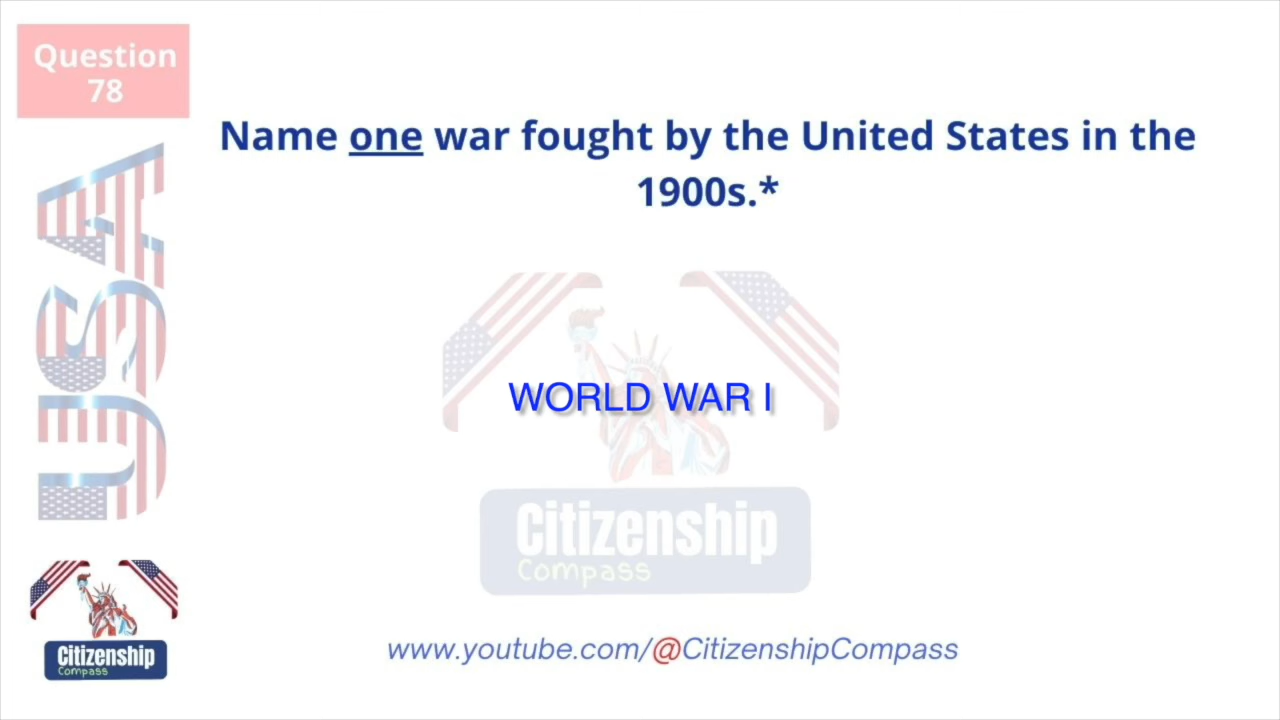 Question
78
Name one war fought by the United States in the
1900s.*
USA
WORLD WAR I
Citizenship
Compass
Citizenship
Compass
www.youtube.com/@CitizenshipCompass